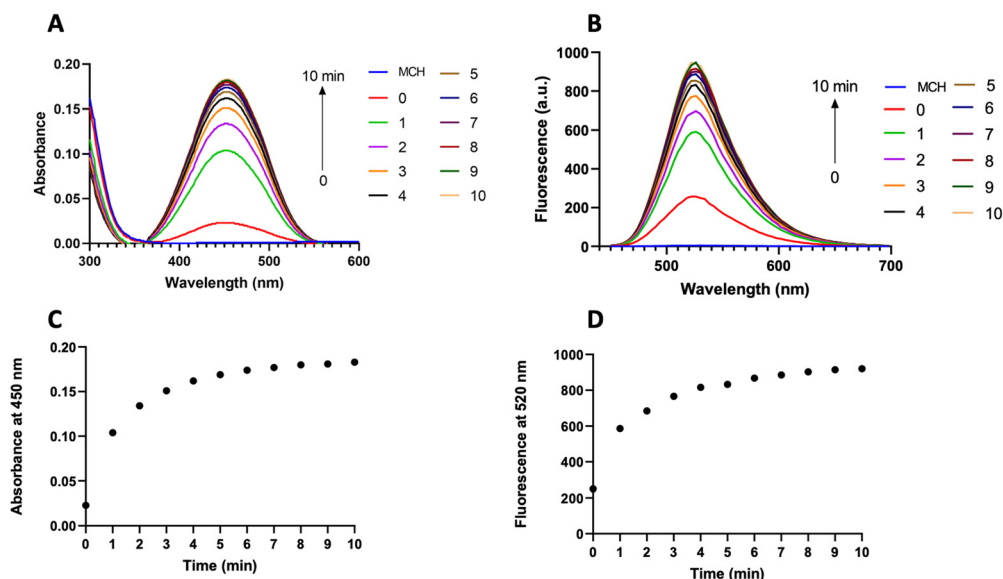 A
Absorbance
0.20
0.15
0.10
0.05
0.00
300
400
500
600
Wavelength (nm)
10 min
0
MCH
0
1
2
3
4
5
6
7
8
9
10
B
Fluorescence (a.u.)
1000
800
600
400
200
0
500
600
700
Wavelength (nm)
10 min
0
MCH
0
1
2
3
4
5
6
7
8
9
10
C
Absorbance at 450 nm
0.20
0.15
0.10
0.05
0.00
0 1 2 3 4 5 6 7 8 9 10
Time (min)
D
Fluorescence at 520 nm
1000
800
600
400
200
0
0 1 2 3 4 5 6 7 8 9 10
Time (min)